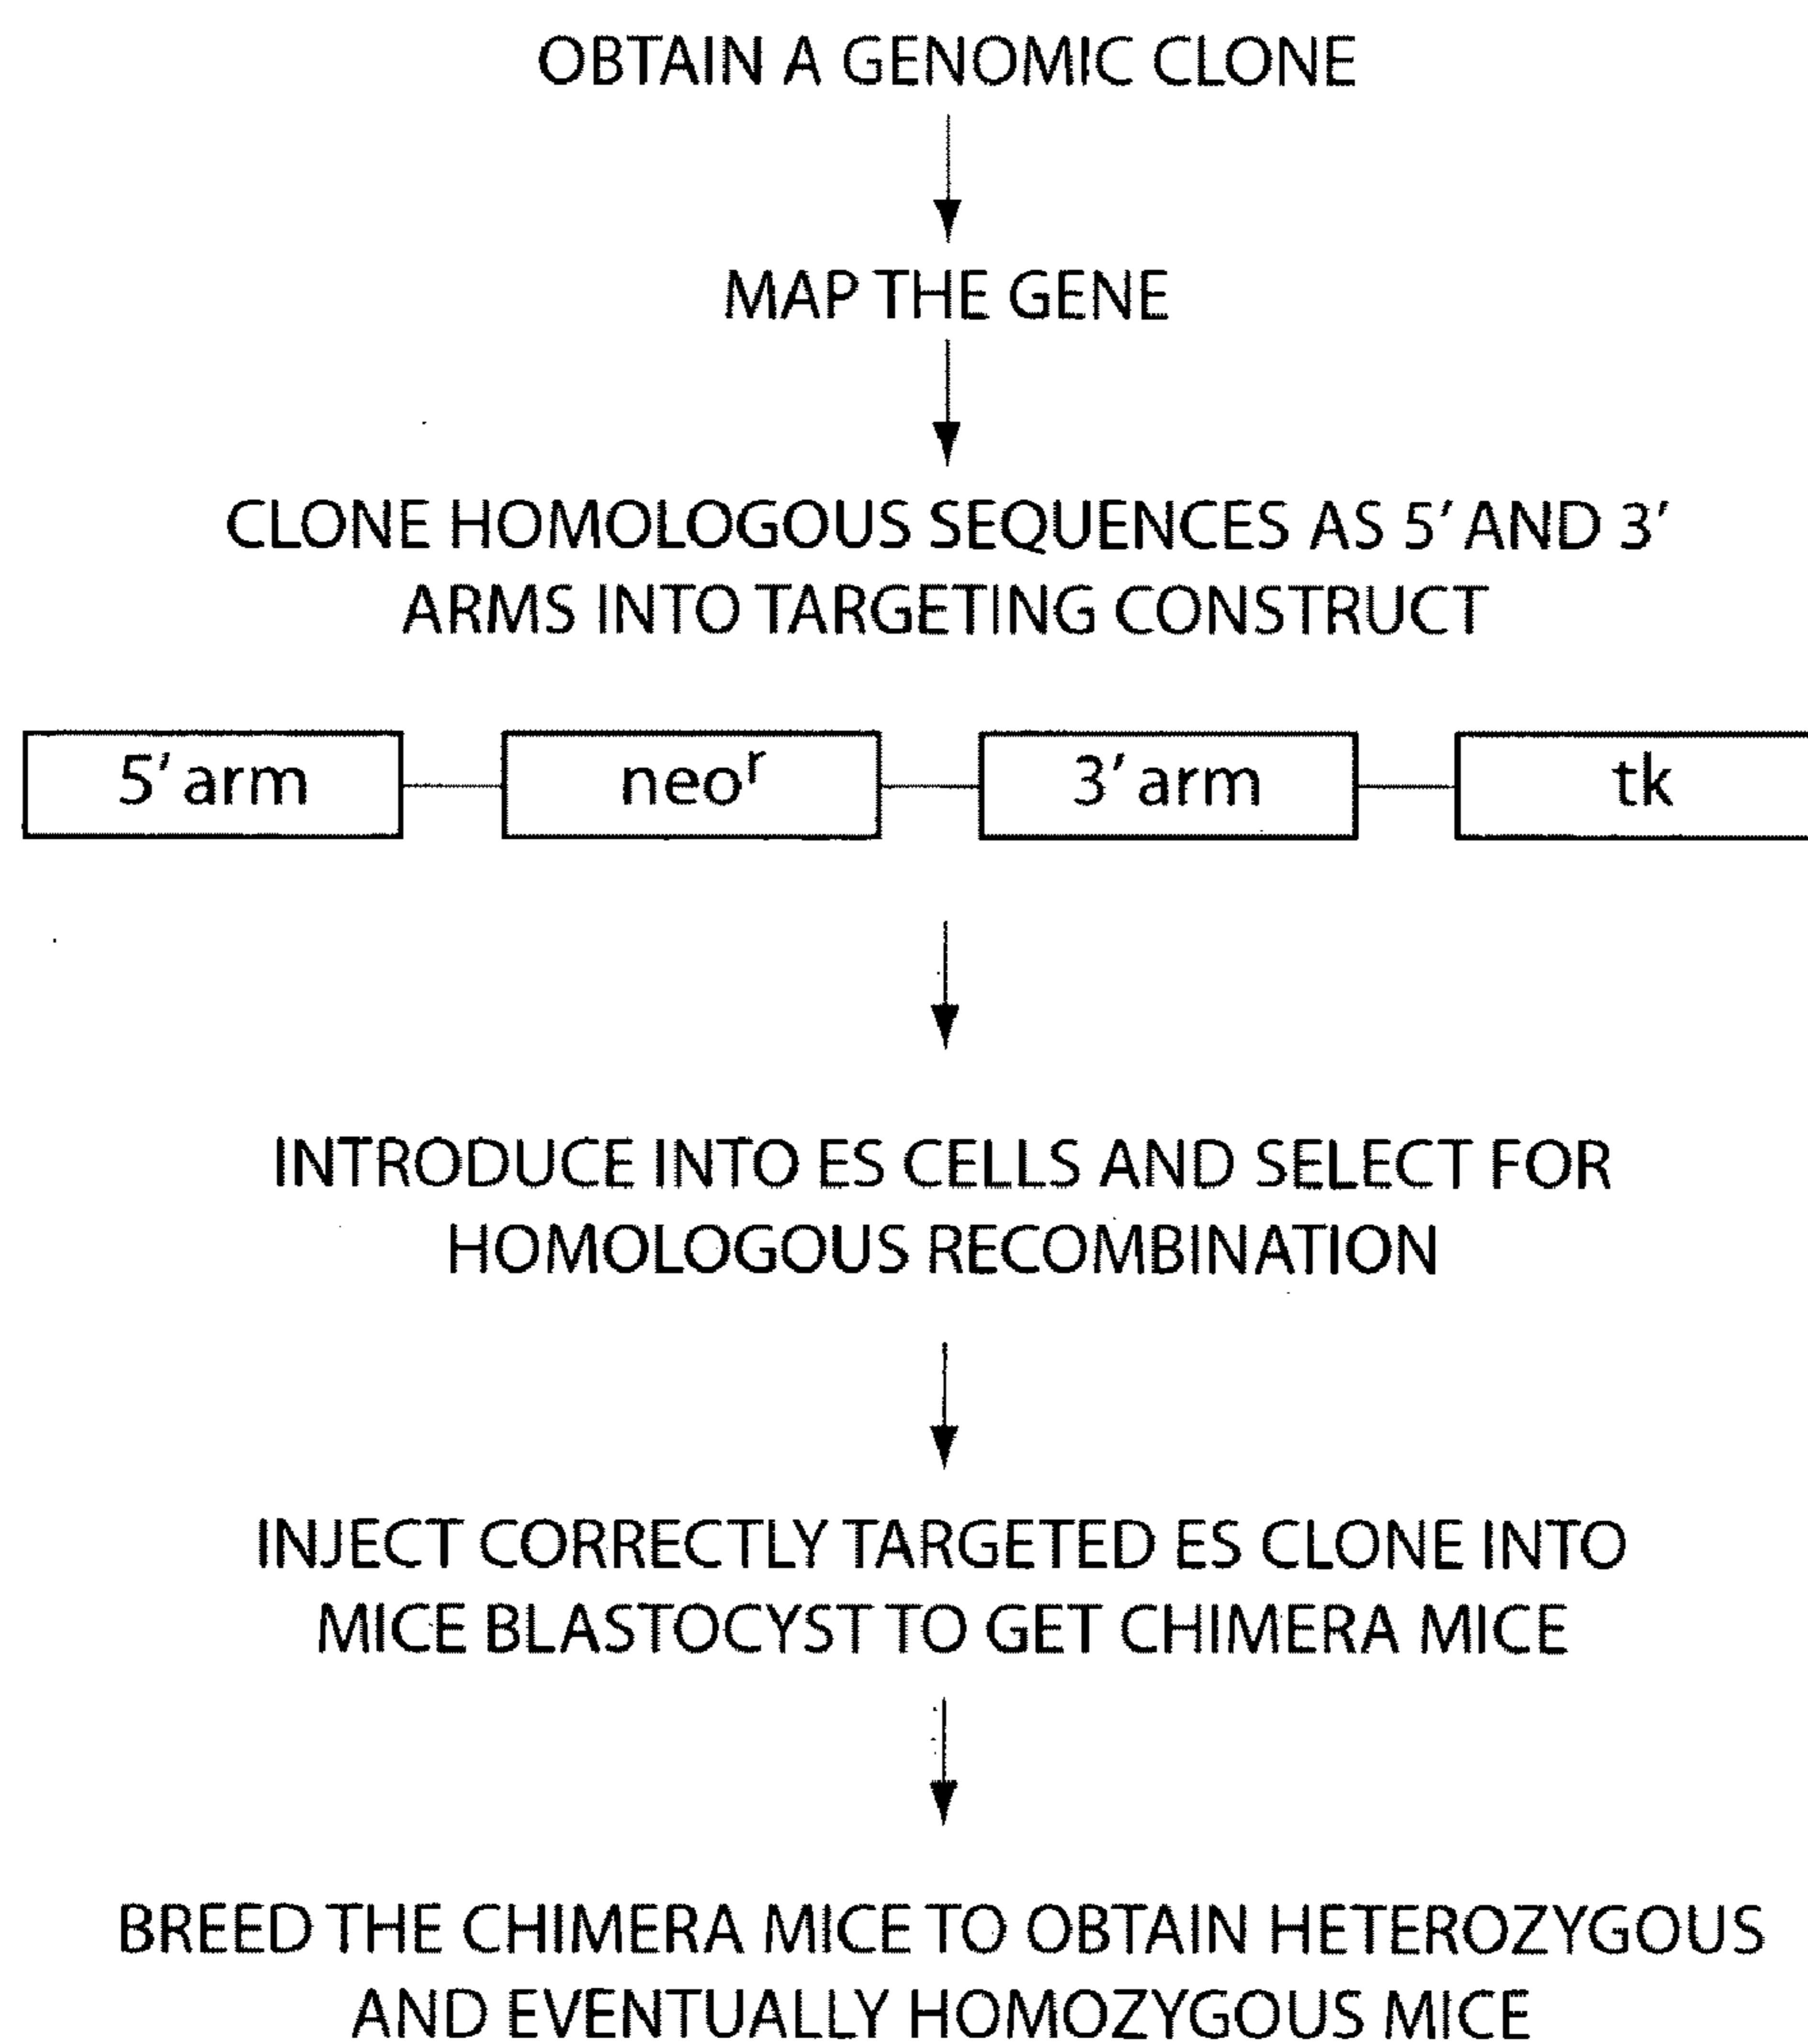 OBTAIN A GENOMIC CLONE
MAP THE GENE
CLONE HOMOLOGOUS SEQUENCES AS 5′ AND 3′
ARMS INTO TARGETING CONSTRUCT
5′ arm
neoʳ
3′ arm
tk
INTRODUCE INTO ES CELLS AND SELECT FOR
HOMOLOGOUS RECOMBINATION
INJECT CORRECTLY TARGETED ES CLONE INTO
MICE BLASTOCYST TO GET CHIMERA MICE
BREED THE CHIMERA MICE TO OBTAIN HETEROZYGOUS
AND EVENTUALLY HOMOZYGOUS MICE